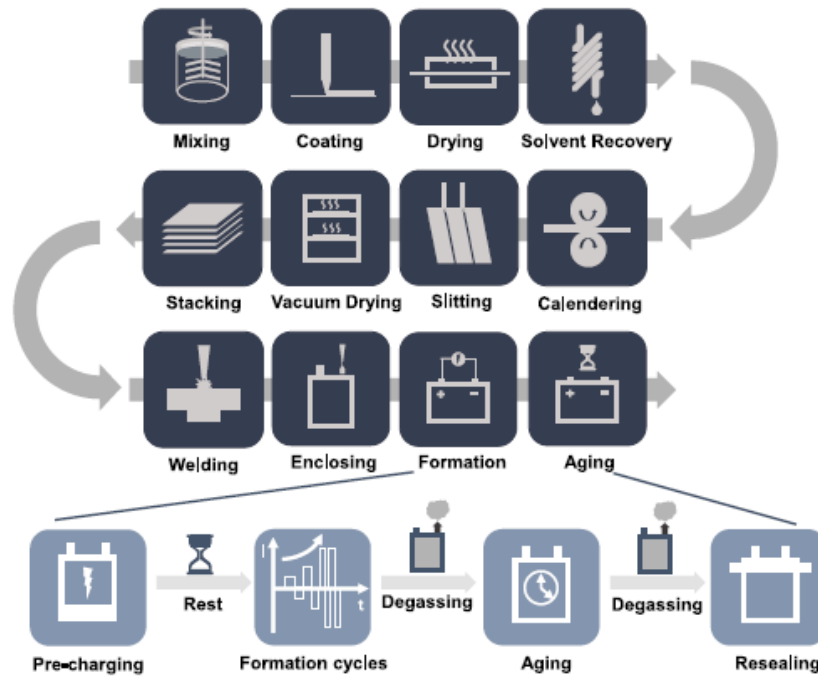 Mixing
Coating
Drying
Solvent Recovery
Stacking
Vacuum Drying
Slitting
Calendering
+ -
+ -
Welding
Enclosing
Formation
Aging
I
t
Rest
Degassing
Degassing
Pre-charging
Formation cycles
Aging
Resealing